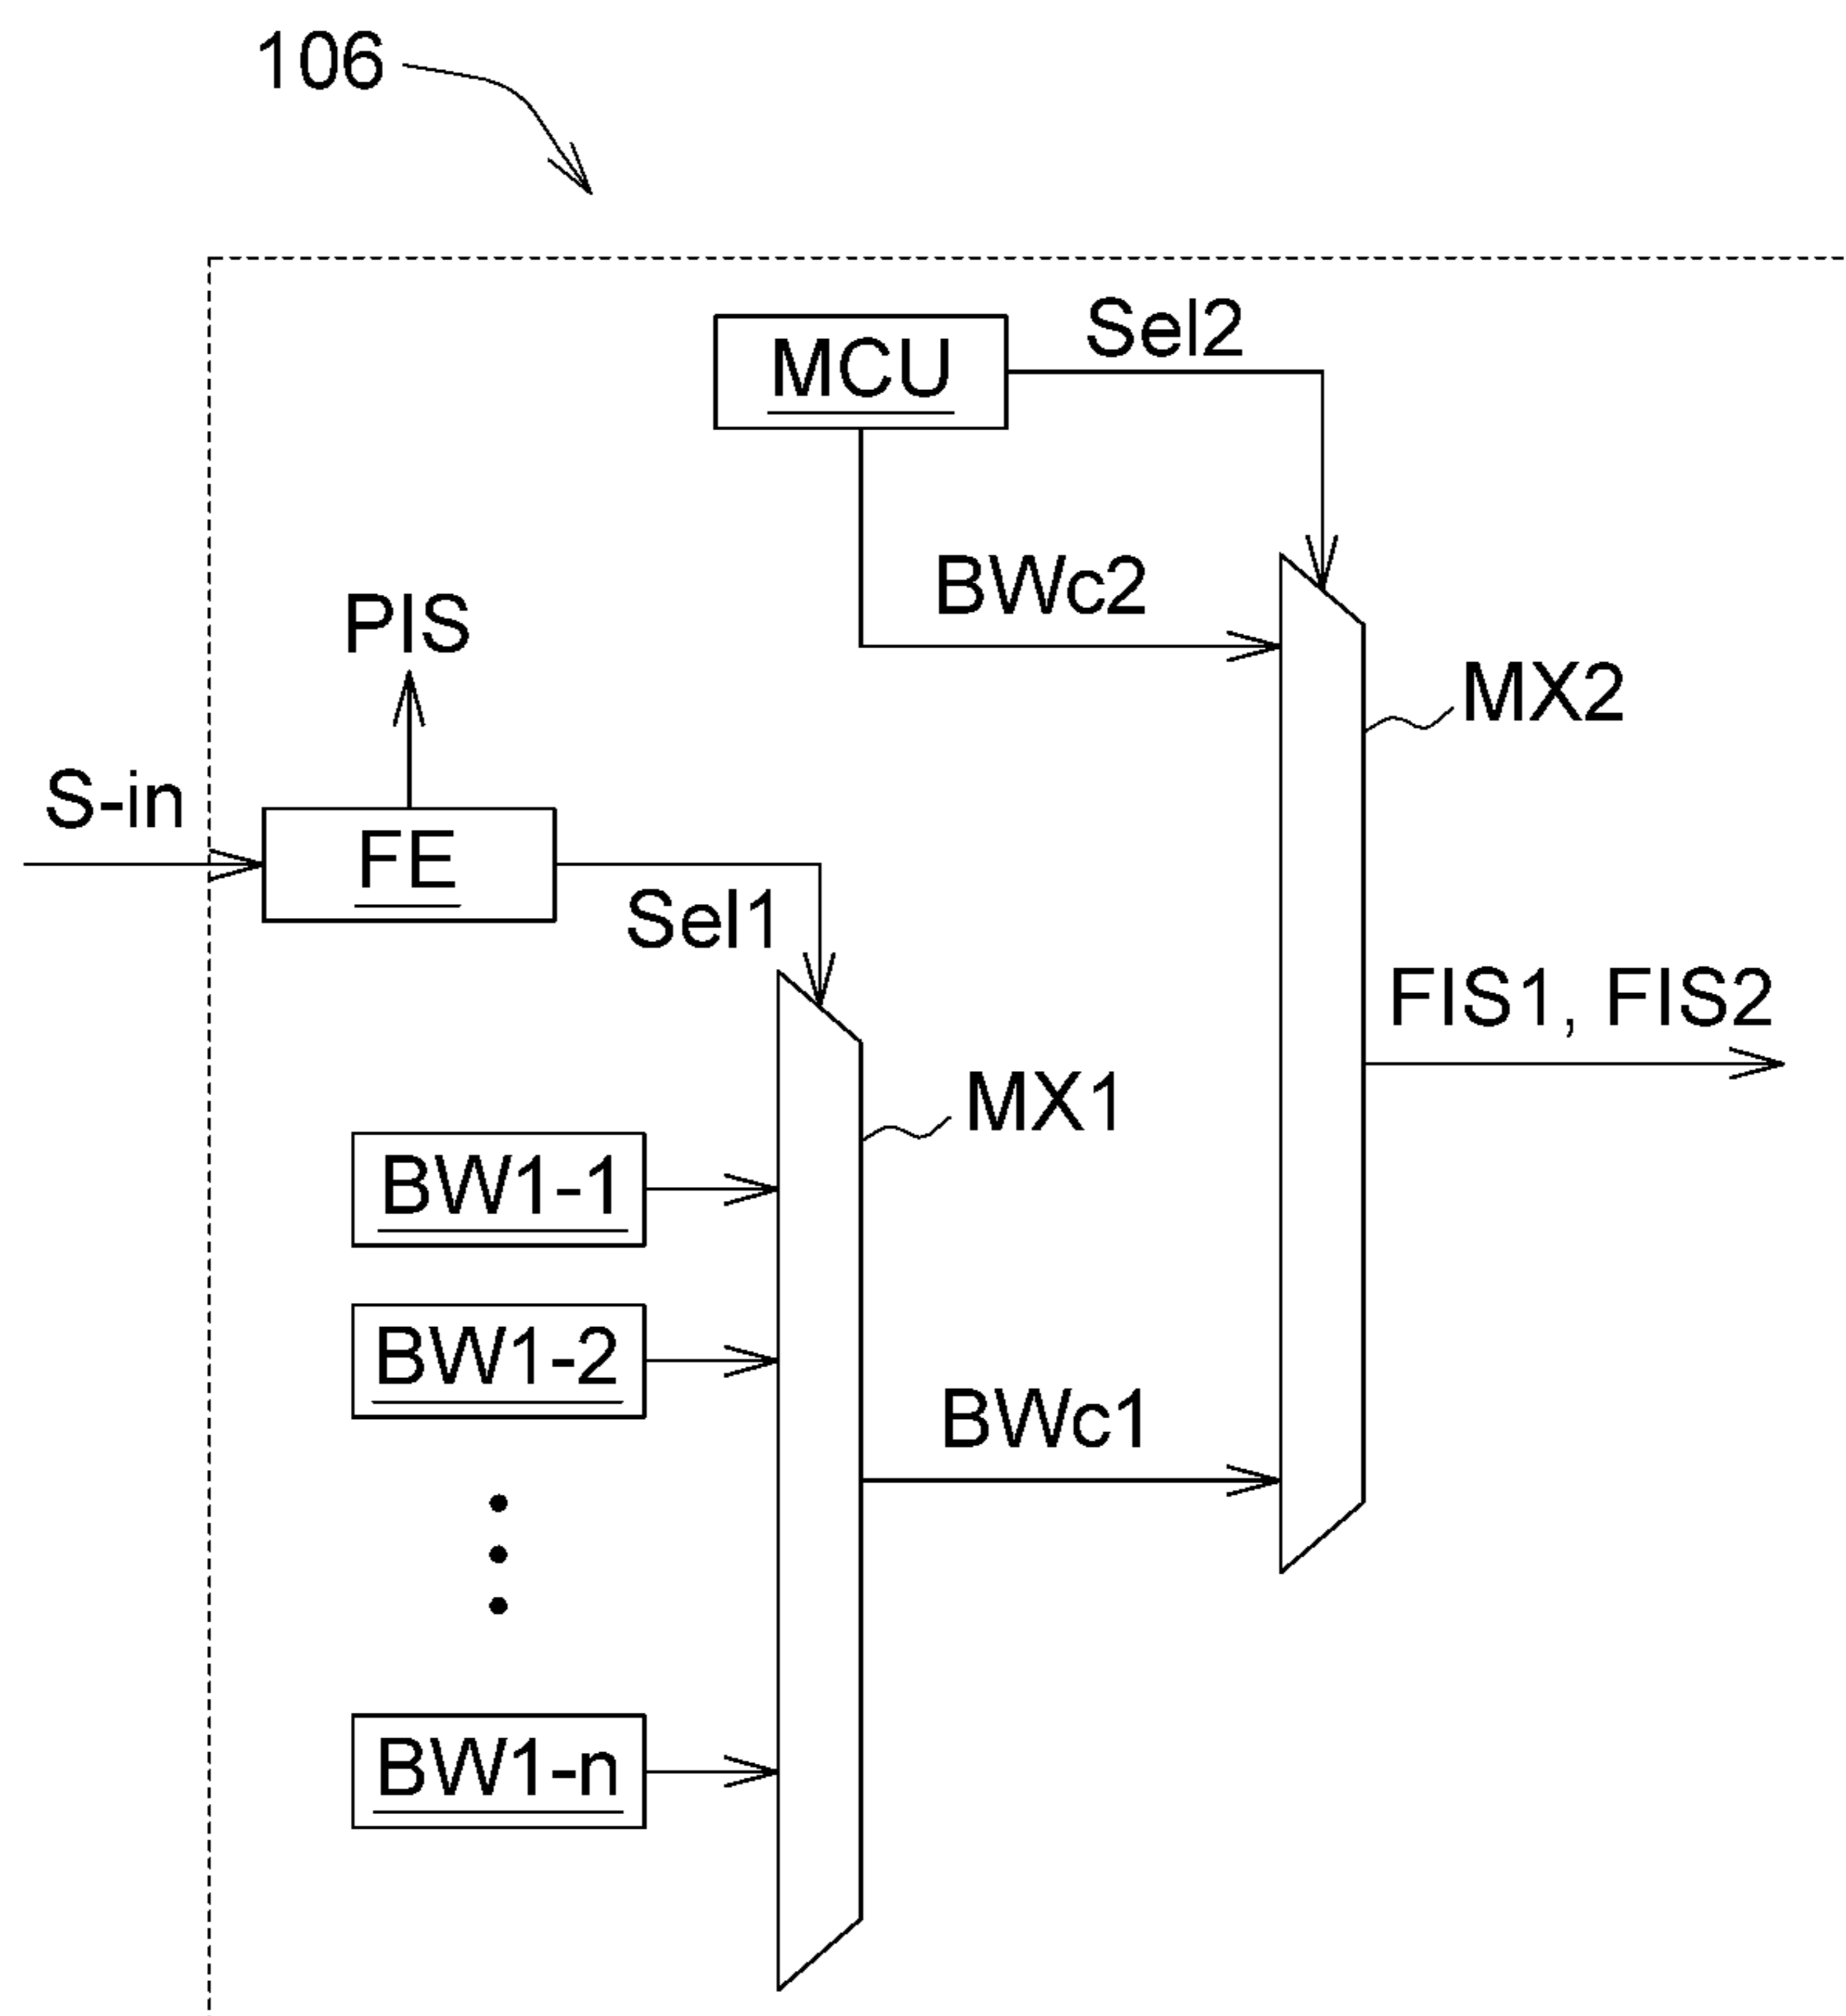 106
Sel2
MCU
BWc2
PIS
MX2
S-in
FE
Sel1
FIS1, FIS2
MX1
BW1-1
BW1-2
BWc1
BW1-n